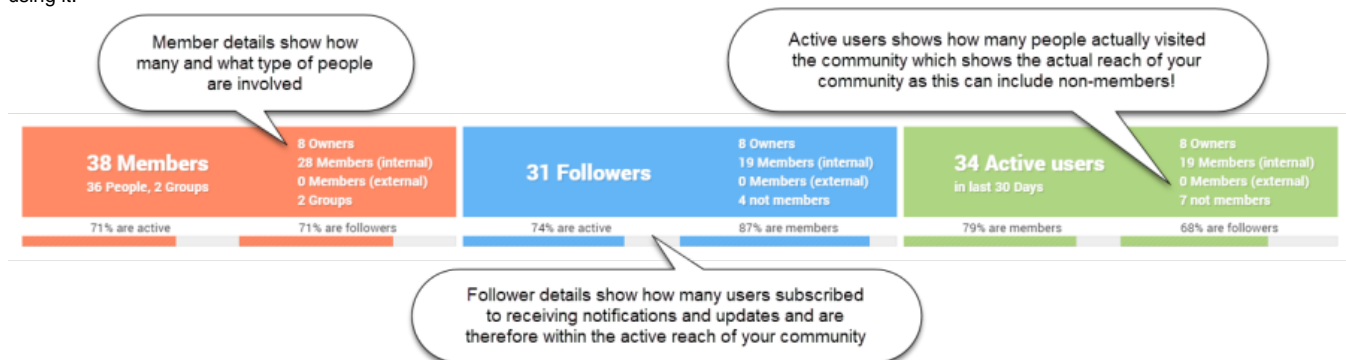 using it.
Member details show how
many and what type of people
are involved
Active users shows how many people actually visited
the community which shows the actual reach of your
community as this can include non-members!
38 Members
36 People, 2 Groups
8 Owners
28 Members (internal)
0 Members (external)
2 Groups
31 Followers
8 Owners
19 Members (internal)
0 Members (external)
4 not members
34 Active users
in last 30 Days
8 Owners
19 Members (internal)
0 Members (external)
7 not members
71% are active
71% are followers
74% are active
87% are members
79% are members
68% are followers
Follower details show how many users subscribed
to receiving notifications and updates and are
therefore within the active reach of your community